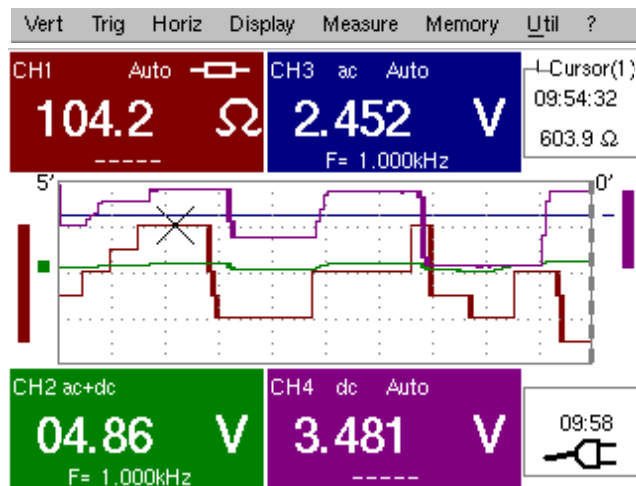 Vert Trig Horiz Display Measure Memory Util ?
CH1 Auto
104.2 Ω
-----
CH3 ac Auto
2.452 V
F= 1.000kHz
Cursor(1)
09:54:32
603.9 Ω
5'
0'
CH2 ac+dc
04.86 V
F= 1.000kHz
CH4 dc Auto
3.481 V
-----
09:58